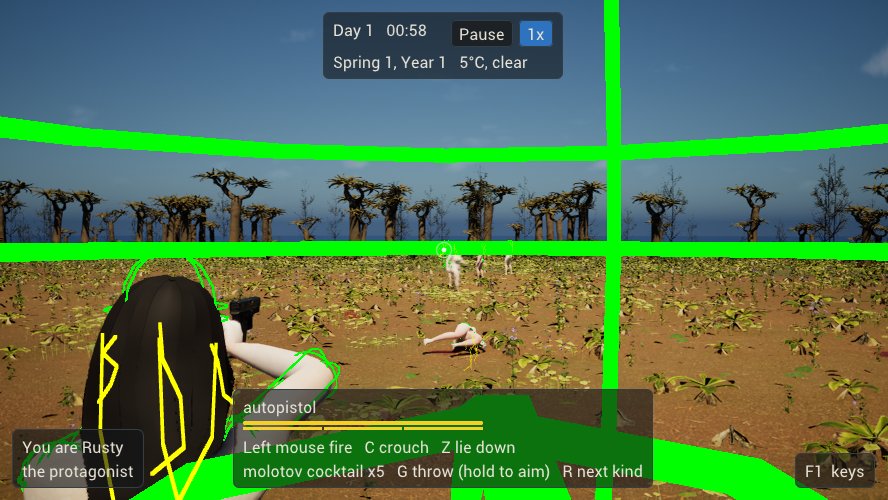 Day 1 00:58 Pause 1x
Spring 1, Year 1 5°C, clear
autopistol
Left mouse fire C crouch Z lie down
molotov cocktail x5 G throw (hold to aim) R next kind
You are Rusty
the protagonist
F1 keys